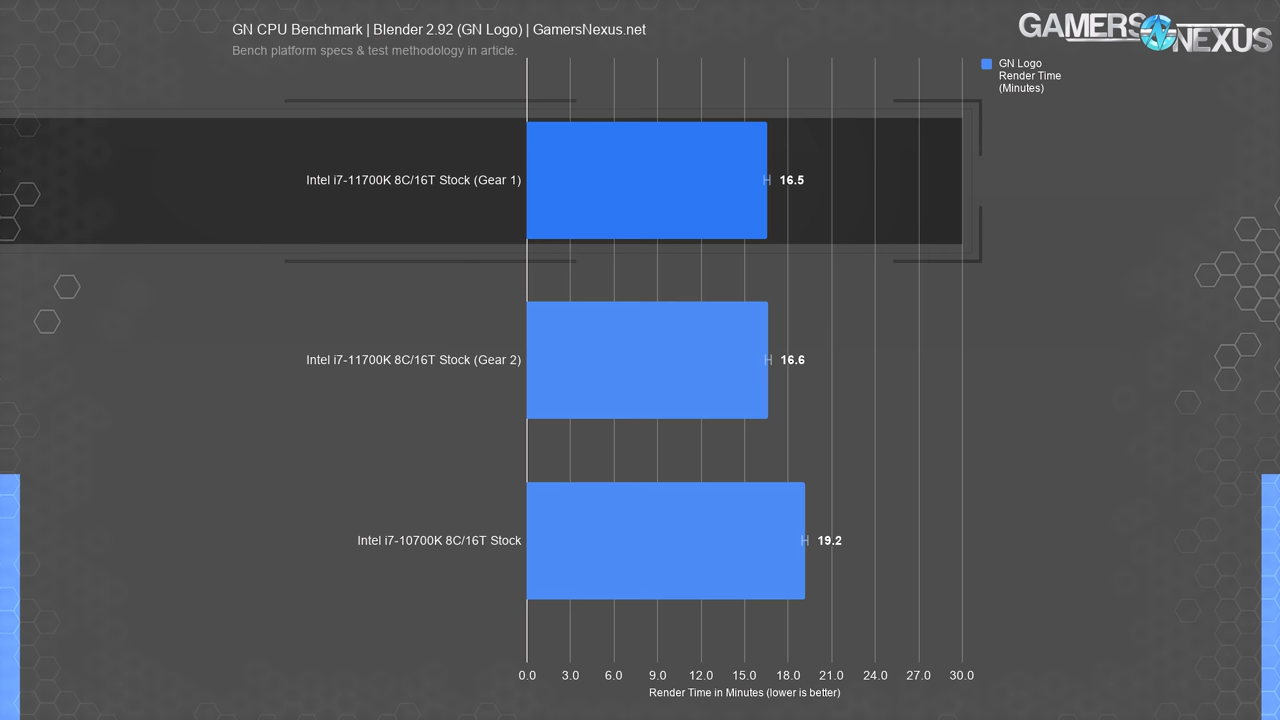 GN CPU Benchmark | Blender 2.92 (GN Logo) | GamersNexus.net
Bench platform specs & test methodology in article.
GAMERS NEXUS
GN Logo
Render Time
(Minutes)
Intel i7-11700K 8C/16T Stock (Gear 1)
16.5
Intel i7-11700K 8C/16T Stock (Gear 2)
16.6
Intel i7-10700K 8C/16T Stock
19.2
0.0 3.0 6.0 9.0 12.0 15.0 18.0 21.0 24.0 27.0 30.0
Render Time in Minutes (lower is better)